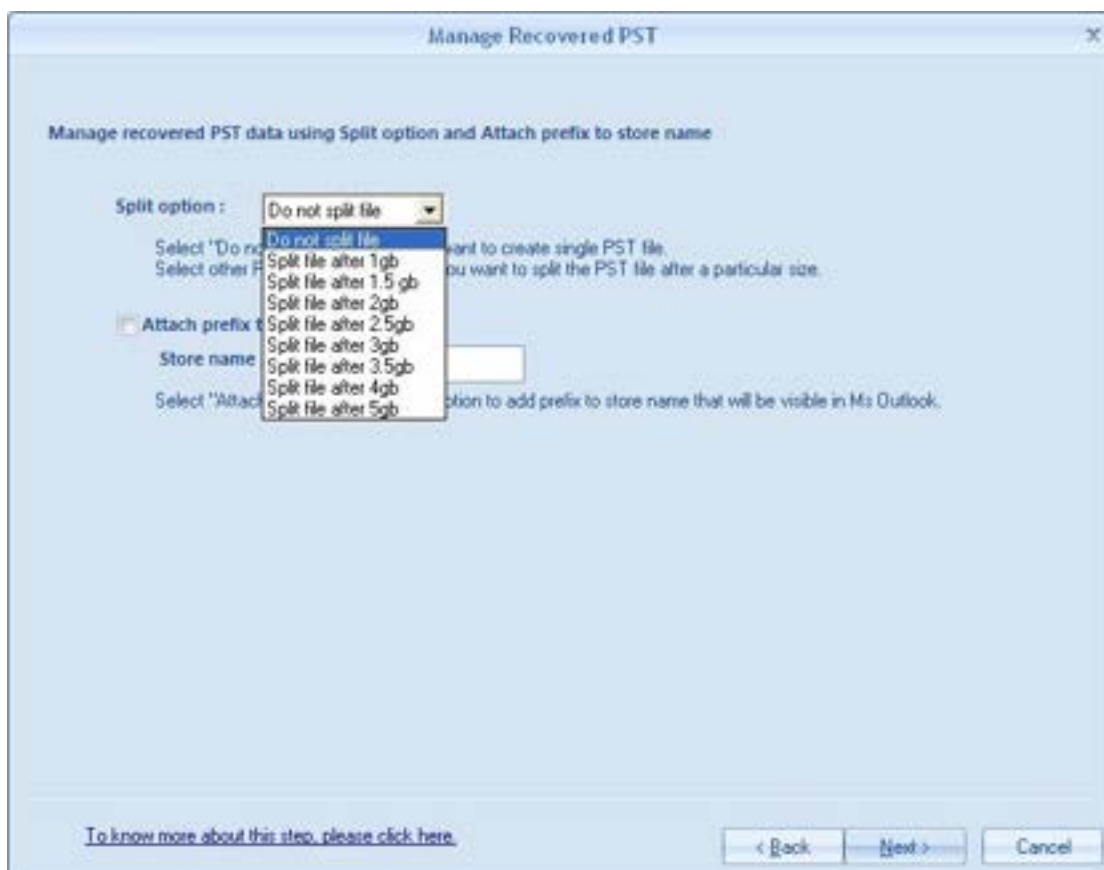 Manage Recovered PST
Manage recovered PST data using Split option and Attach prefix to store name
Split option :
Do not split file
Do not split file
Split file after 1gb
Split file after 1.5 gb
Split file after 2gb
Split file after 2.5gb
Split file after 3gb
Split file after 3.5gb
Split file after 4gb
Split file after 5gb
Select "Do want to create single PST file.
Select other you want to split the PST file after a particular size.
Attach prefix
Store name
Select "Attach option to add prefix to store name that will be visible in Ms Outlook.
To know more about this step, please click here.
< Back
Next >
Cancel